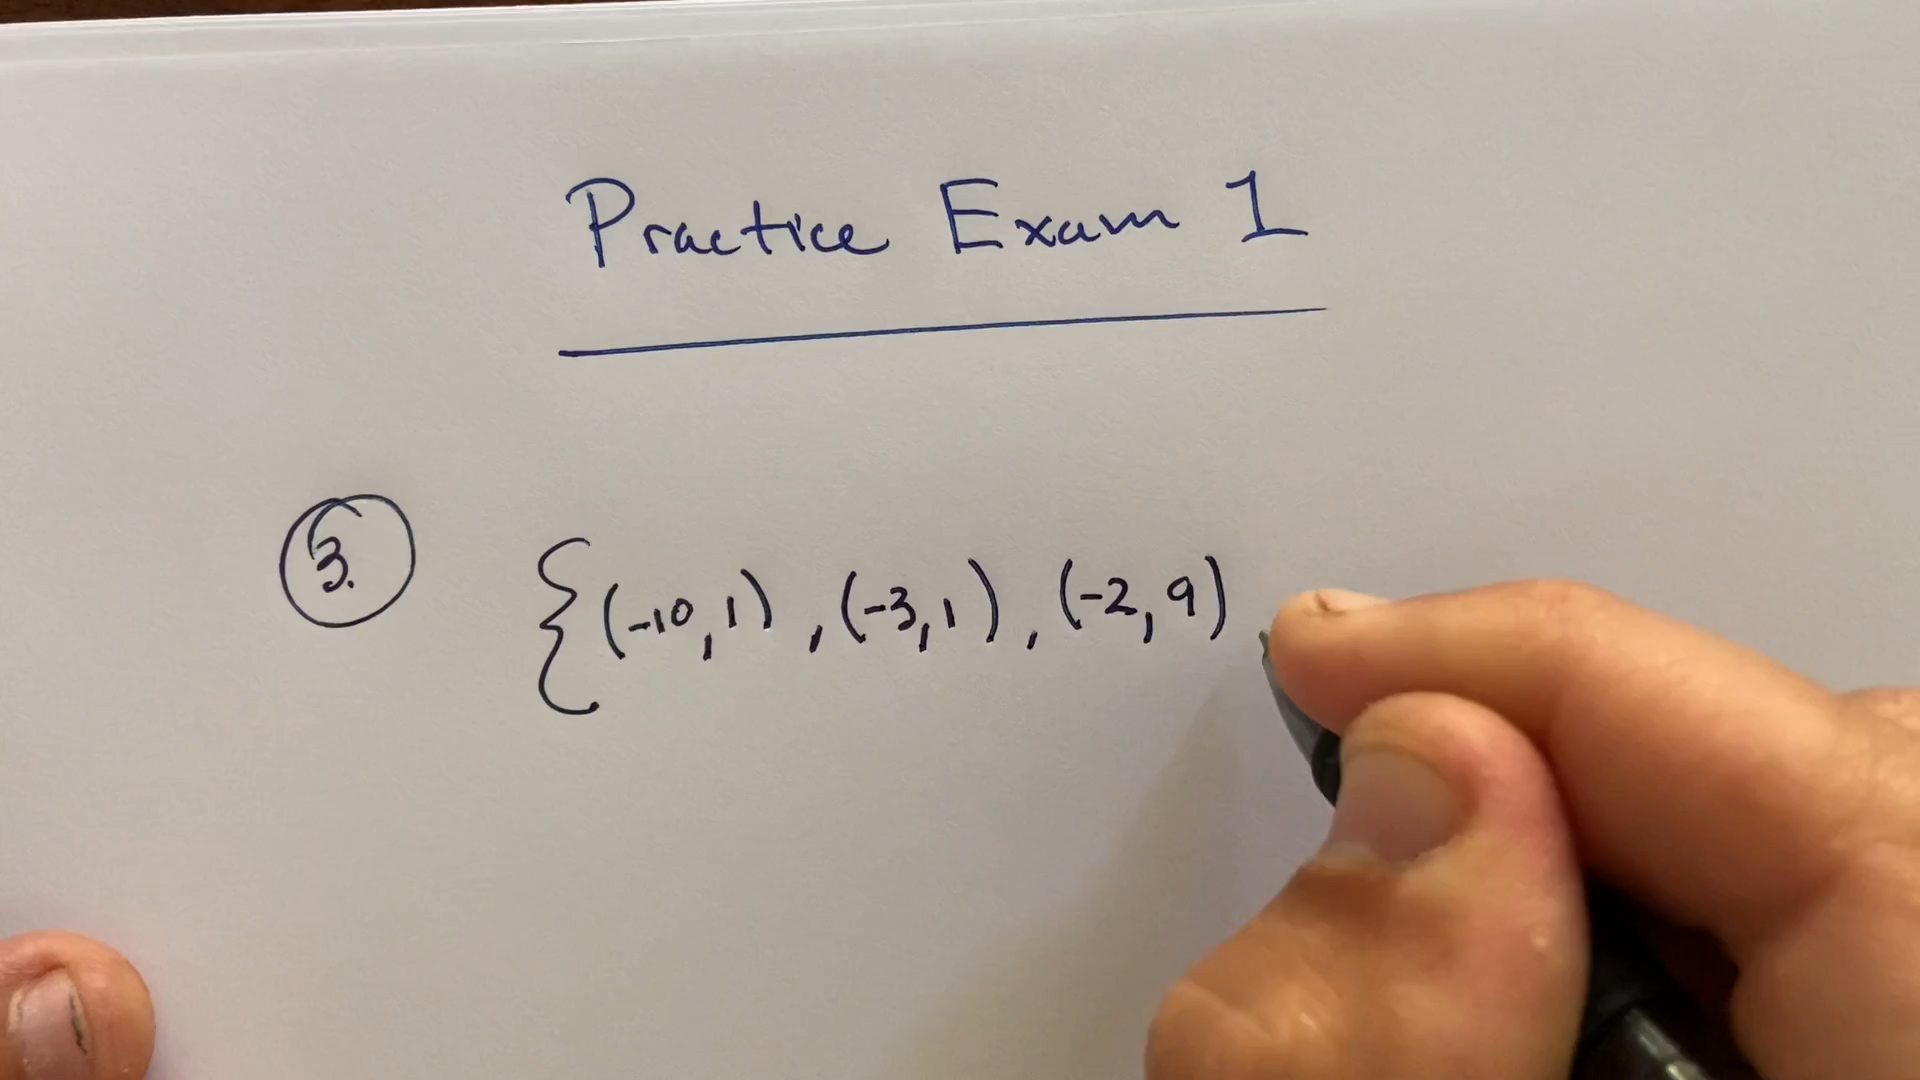 Practice Exam 1
3. {(-10,1), (-3,1), (-2,9)